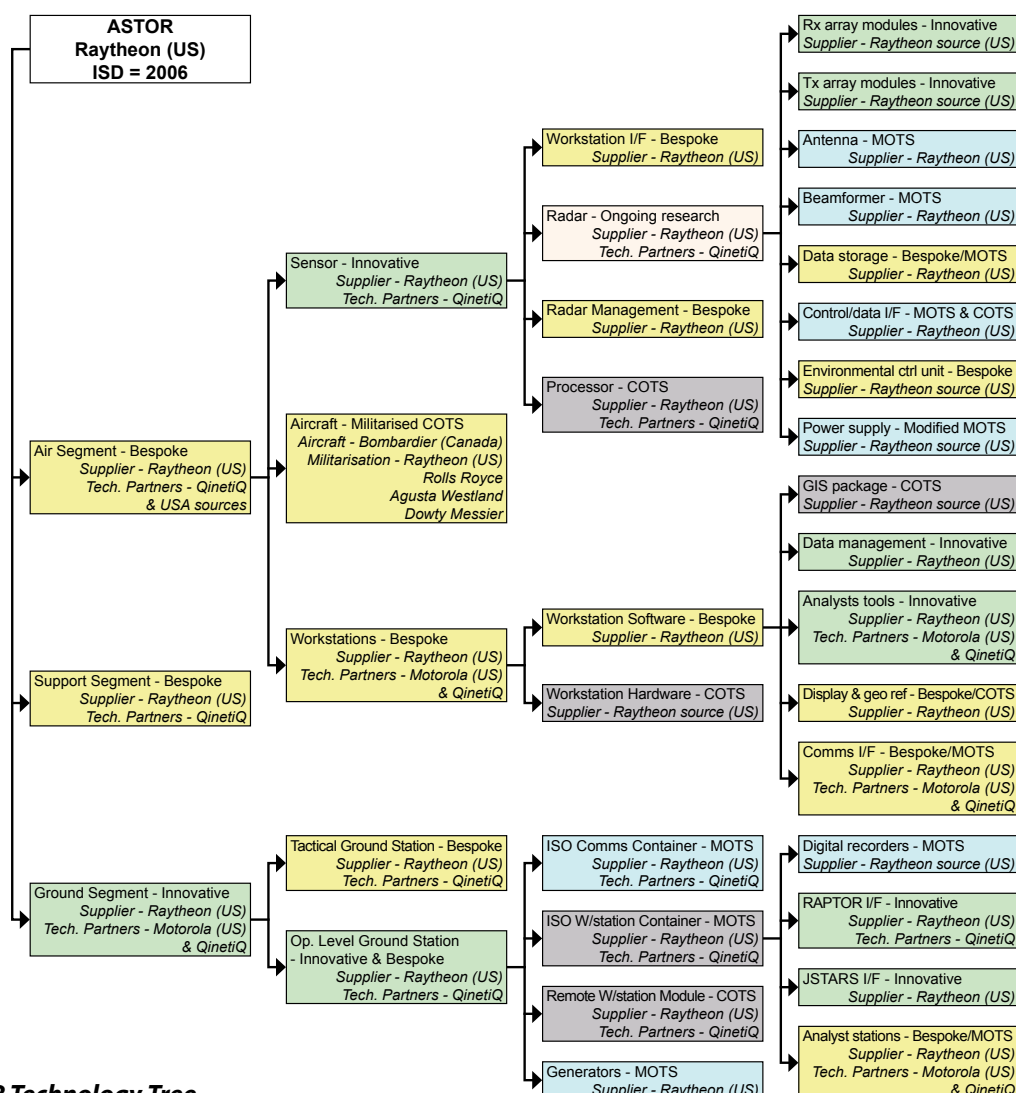 ASTOR
Raytheon (US)
ISD = 2006
Air Segment - Bespoke
Supplier - Raytheon (US)
Tech. Partners - QinetiQ
& USA sources
Support Segment - Bespoke
Supplier - Raytheon (US)
Tech. Partners - QinetiQ
Ground Segment - Innovative
Supplier - Raytheon (US)
Tech. Partners - Motorola (US)
& QinetiQ
Sensor - Innovative
Supplier - Raytheon (US)
Tech. Partners - QinetiQ
Aircraft - Militarised COTS
Aircraft - Bombardier (Canada)
Militarisation - Raytheon (US)
Rolls Royce
Agusta Westland
Dowty Messier
Workstations - Bespoke
Supplier - Raytheon (US)
Tech. Partners - Motorola (US)
& QinetiQ
Tactical Ground Station - Bespoke
Supplier - Raytheon (US)
Tech. Partners - QinetiQ
Op. Level Ground Station
- Innovative & Bespoke
Supplier - Raytheon (US)
Tech. Partners - QinetiQ
Workstation I/F - Bespoke
Supplier - Raytheon (US)
Radar - Ongoing research
Supplier - Raytheon (US)
Tech. Partners - QinetiQ
Radar Management - Bespoke
Supplier - Raytheon (US)
Processor - COTS
Supplier - Raytheon (US)
Tech. Partners - QinetiQ
Workstation Software - Bespoke
Supplier - Raytheon (US)
Workstation Hardware - COTS
Supplier - Raytheon source (US)
ISO Comms Container - MOTS
Supplier - Raytheon (US)
Tech. Partners - QinetiQ
ISO W/station Container - MOTS
Supplier - Raytheon (US)
Tech. Partners - QinetiQ
Remote W/station Module - COTS
Supplier - Raytheon (US)
Tech. Partners - QinetiQ
Generators - MOTS
Supplier - Raytheon (US)
Rx array modules - Innovative
Supplier - Raytheon source (US)
Tx array modules - Innovative
Supplier - Raytheon source (US)
Antenna - MOTS
Supplier - Raytheon (US)
Beamformer - MOTS
Supplier - Raytheon (US)
Data storage - Bespoke/MOTS
Supplier - Raytheon (US)
Control/data I/F - MOTS & COTS
Supplier - Raytheon (US)
Environmental ctrl unit - Bespoke
Supplier - Raytheon source (US)
Power supply - Modified MOTS
Supplier - Raytheon source (US)
GIS package - COTS
Supplier - Raytheon source (US)
Data management - Innovative
Supplier - Raytheon (US)
Analysts tools - Innovative
Supplier - Raytheon (US)
Tech. Partners - Motorola (US)
& QinetiQ
Display & geo ref - Bespoke/COTS
Supplier - Raytheon (US)
Comms I/F - Bespoke/MOTS
Supplier - Raytheon (US)
Tech. Partners - Motorola (US)
& QinetiQ
Digital recorders - MOTS
Supplier - Raytheon source (US)
RAPTOR I/F - Innovative
Supplier - Raytheon (US)
Tech. Partners - QinetiQ
JSTARS I/F - Innovative
Supplier - Raytheon (US)
Analyst stations - Bespoke/MOTS
Supplier - Raytheon (US)
Tech. Partners - Motorola (US)
& QinetiQ
Technology Tree